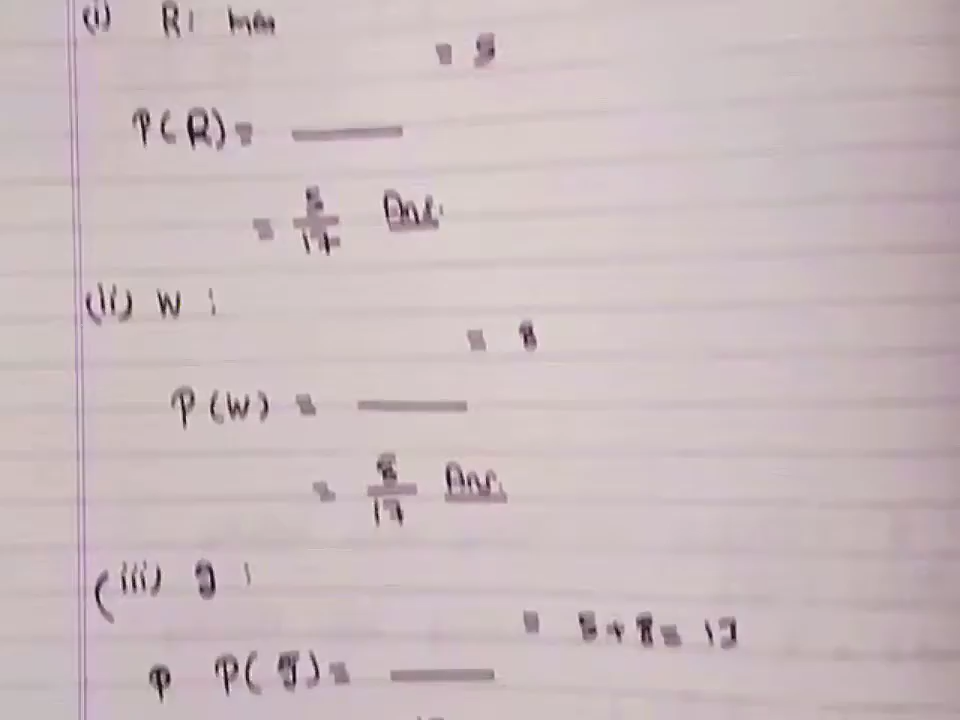 (i) R:
= 5
P(R) =
= 5/17 Ans.
(ii) W :
= 8
P(W) =
= 8/17 Ans.
(iii) g :
= 5+8= 13
P P(g) =